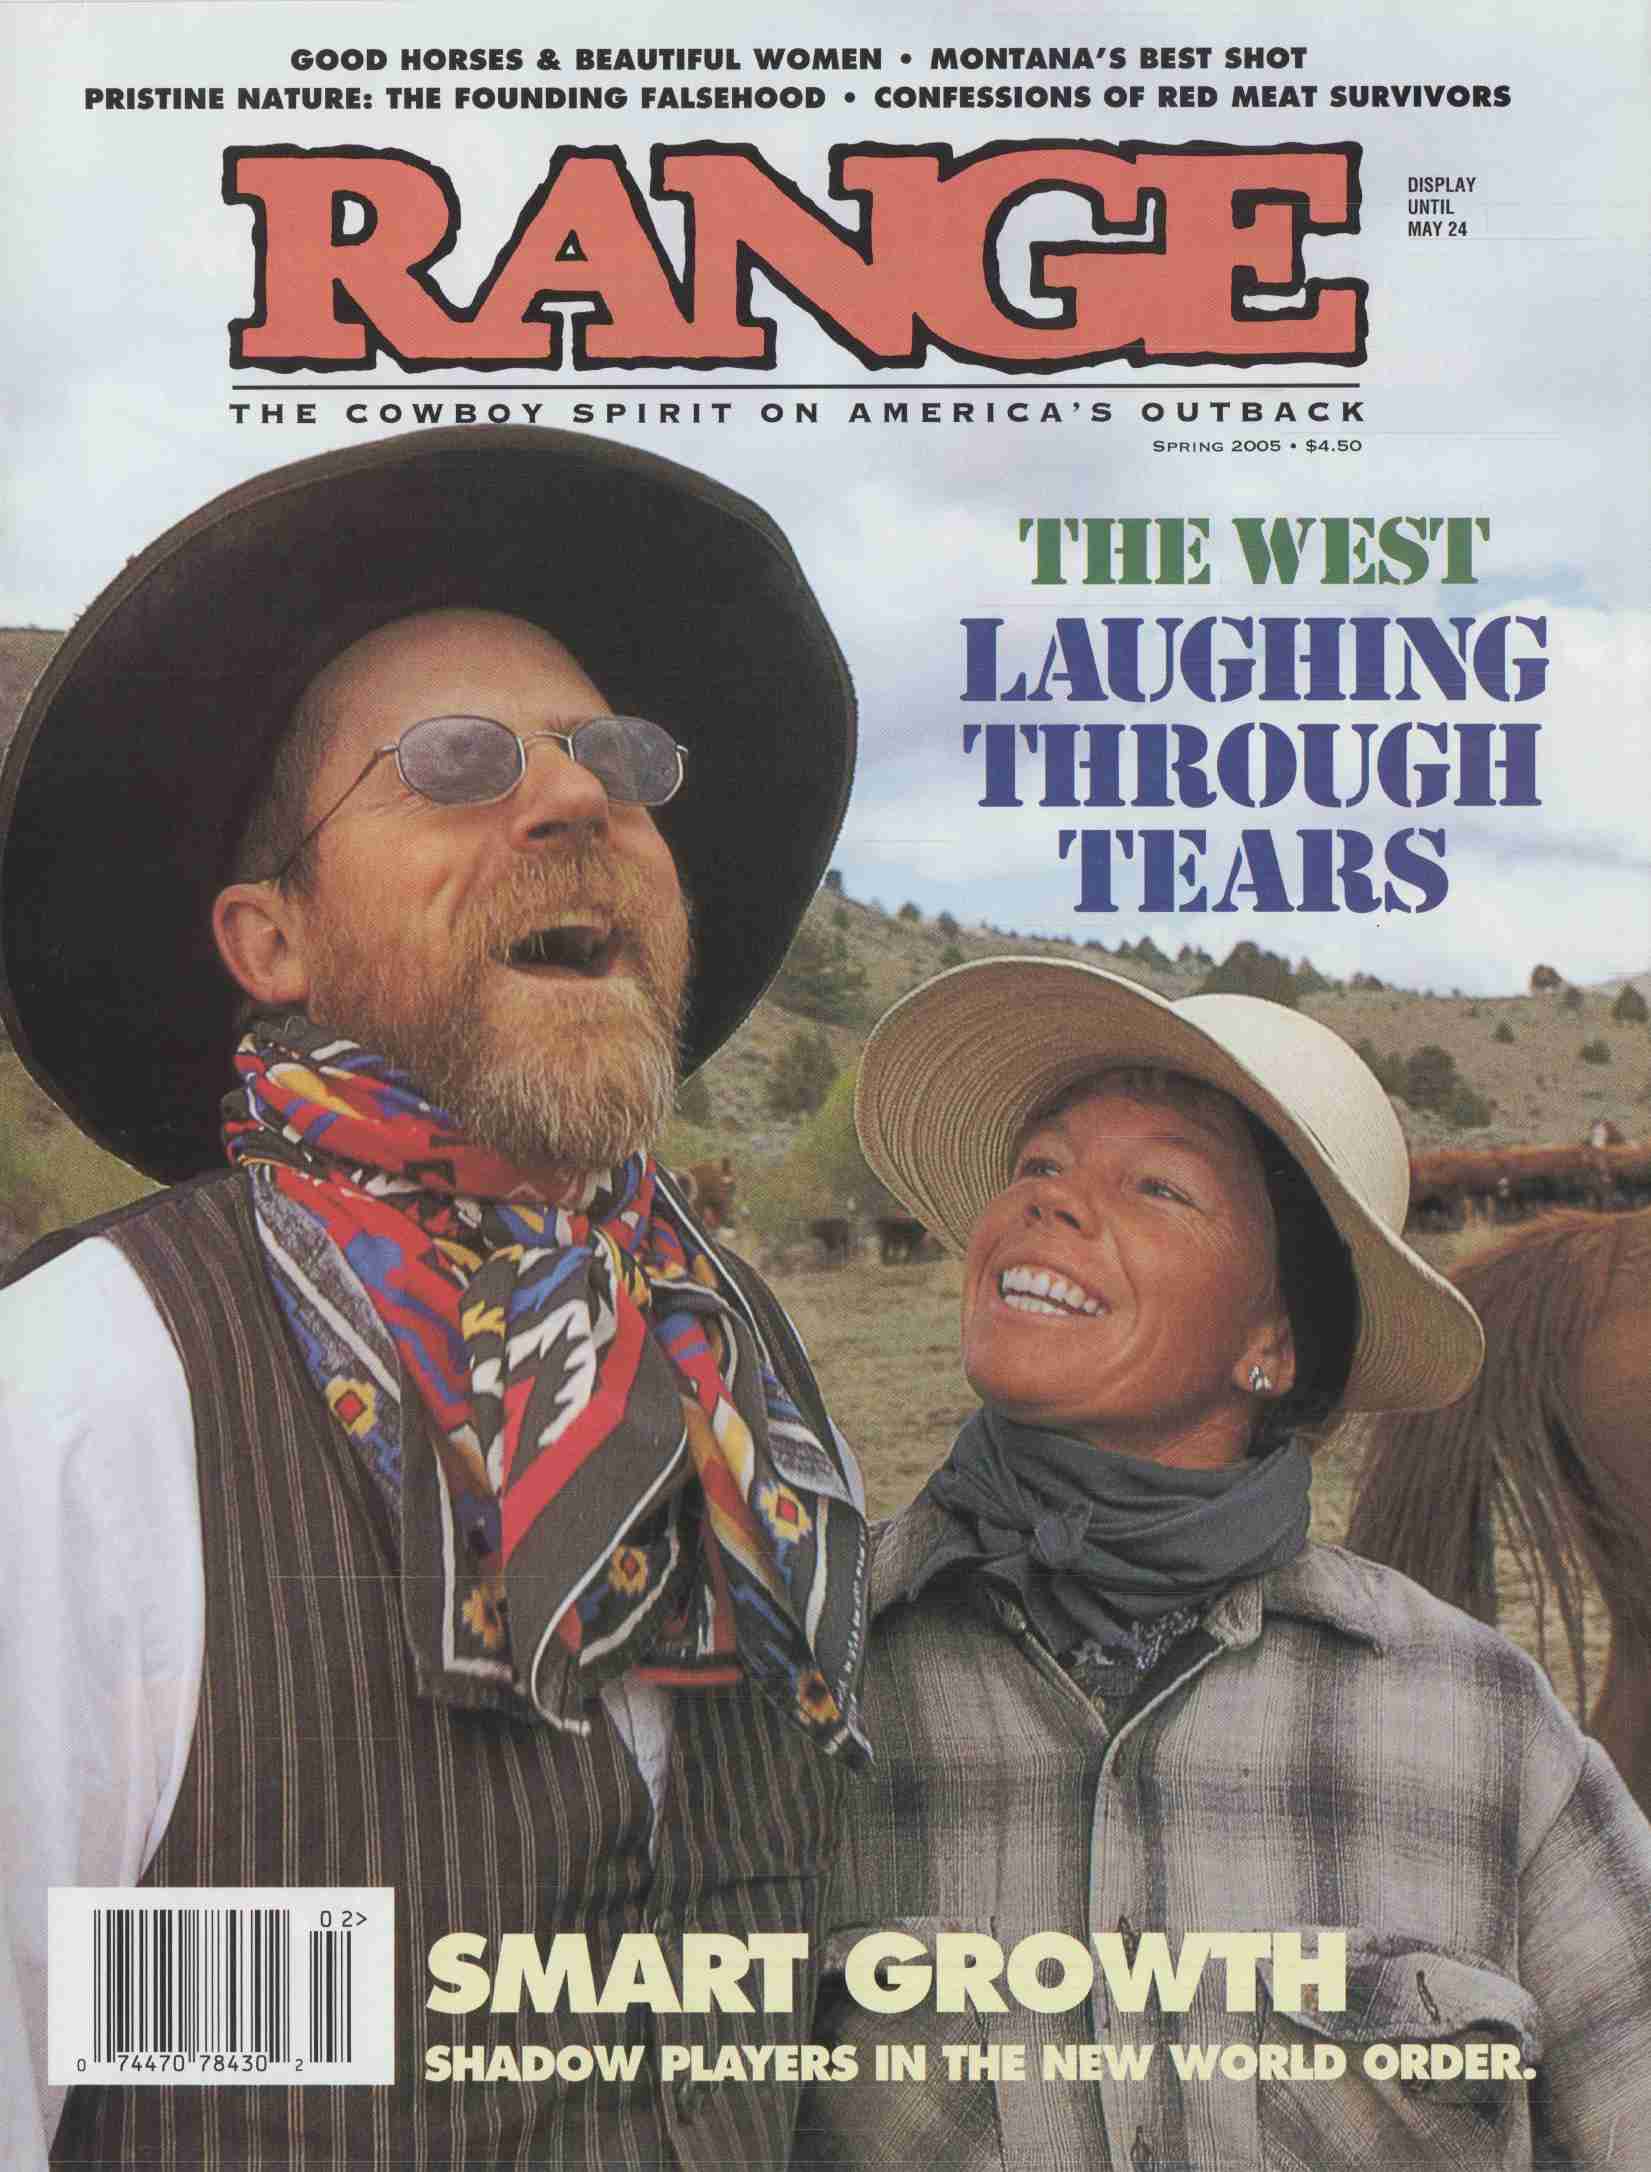 GOOD HORSES & BEAUTIFUL WOMEN • MONTANA'S BEST SHOT
PRISTINE NATURE: THE FOUNDING FALSEHOOD • CONFESSIONS OF RED MEAT SURVIVORS
RANGE
DISPLAY
UNTIL
MAY 24
THE COWBOY SPIRIT ON AMERICA'S OUTBACK
SPRING 2005 • $4.50
THE WEST
LAUGHING
THROUGH
TEARS
02>
0 74470 78430 2
SMART GROWTH
SHADOW PLAYERS IN THE NEW WORLD ORDER.